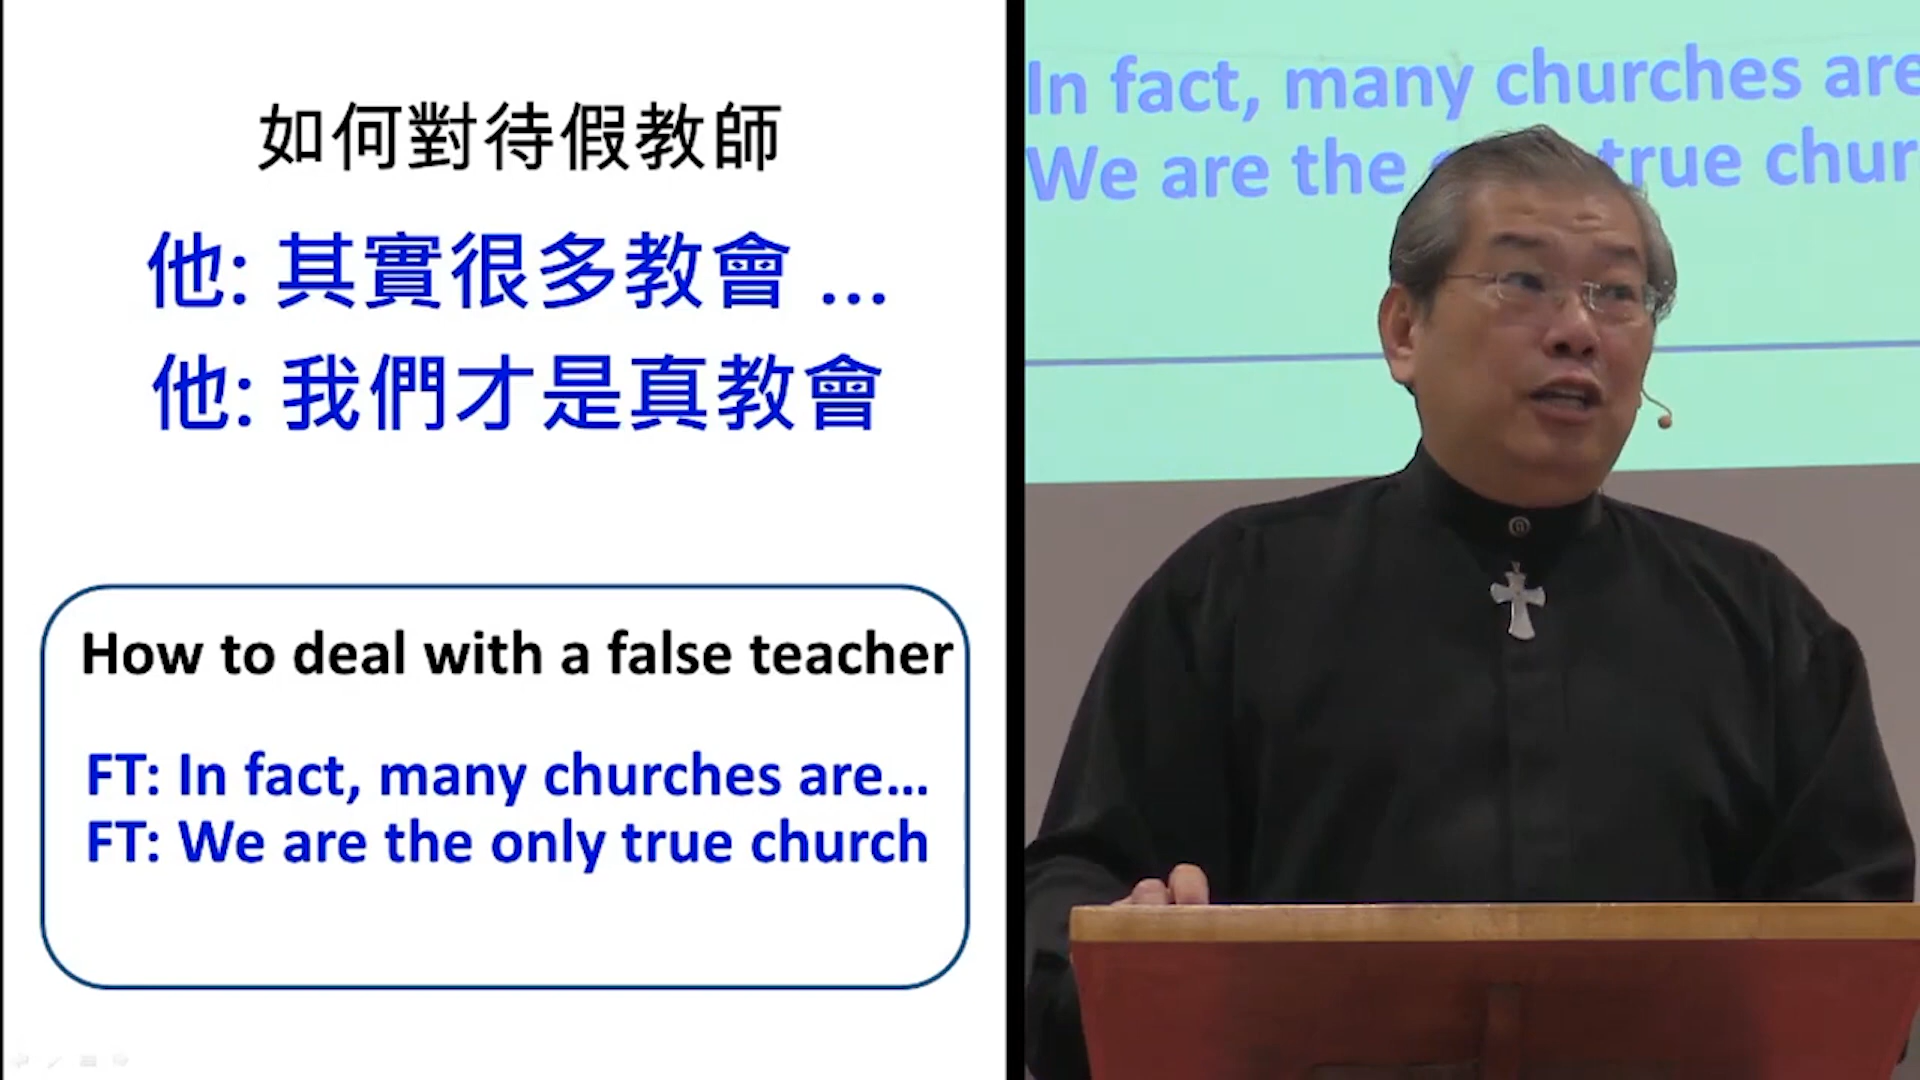 如何對待假教師
他: 其實很多教會 ...
他: 我們才是真教會
How to deal with a false teacher
FT: In fact, many churches are...
FT: We are the only true church
In fact, many churches are
We are the true chur